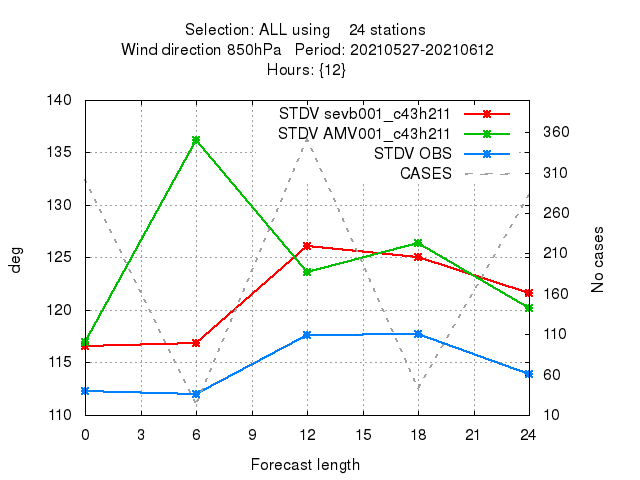 Selection: ALL using    24 stations
Wind direction 850hPa   Period: 20210527-20210612
Hours: {12}
140
135
130
125
120
115
110
deg
STDV sevb001_c43h211
STDV AMV001_c43h211
STDV OBS
CASES
360
310
260
210
160
110
60
10
No cases
0 3 6 9 12 15 18 21 24
Forecast length